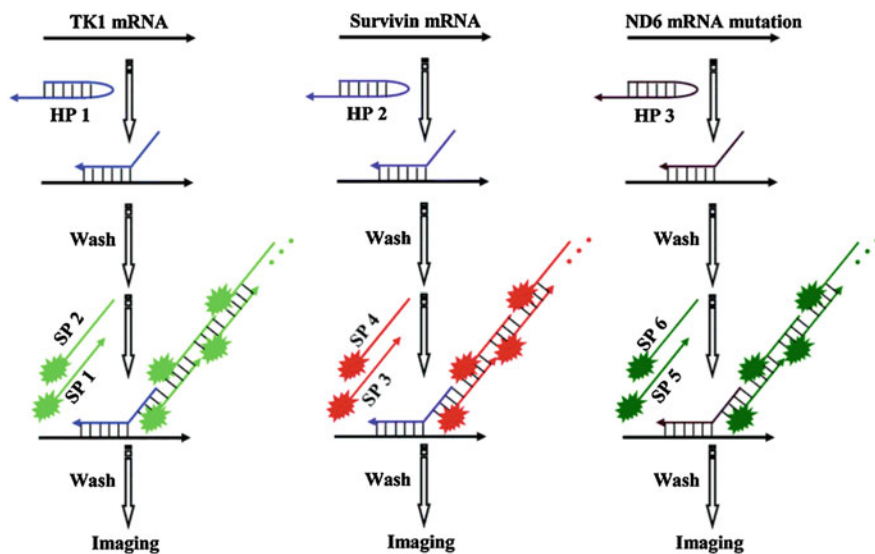 TK1 mRNA
HP 1
Wash
SP 2
SP 1
Wash
Imaging
Survivin mRNA
HP 2
Wash
SP 4
SP 3
Wash
Imaging
ND6 mRNA mutation
HP 3
Wash
SP 6
SP 5
Wash
Imaging